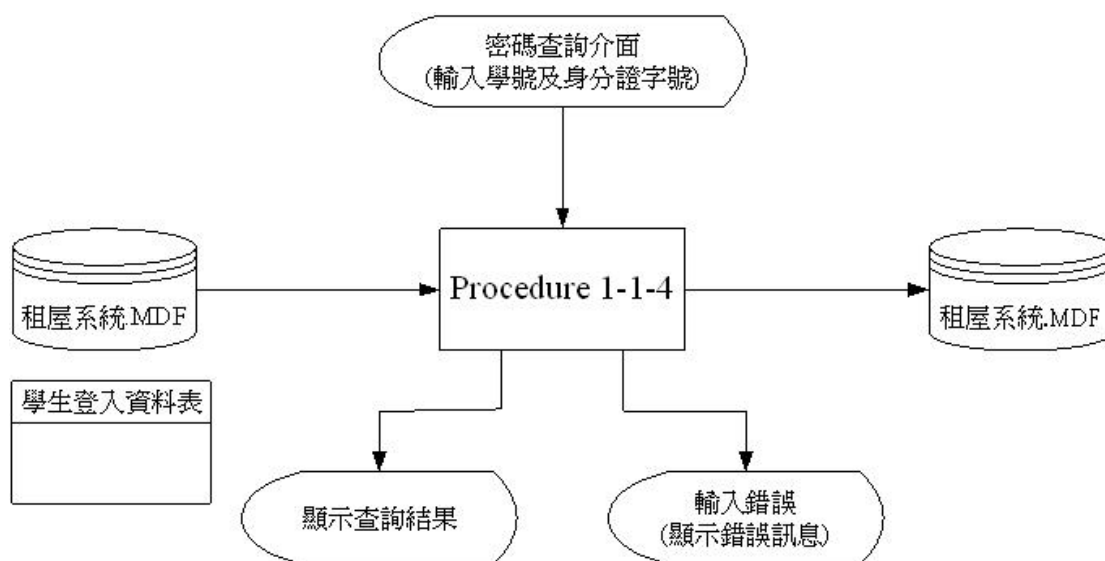 密碼查詢介面
(輸入學號及身分證字號)
租屋系統.MDF
Procedure 1-1-4
租屋系統.MDF
學生登入資料表
顯示查詢結果
輸入錯誤
(顯示錯誤訊息)